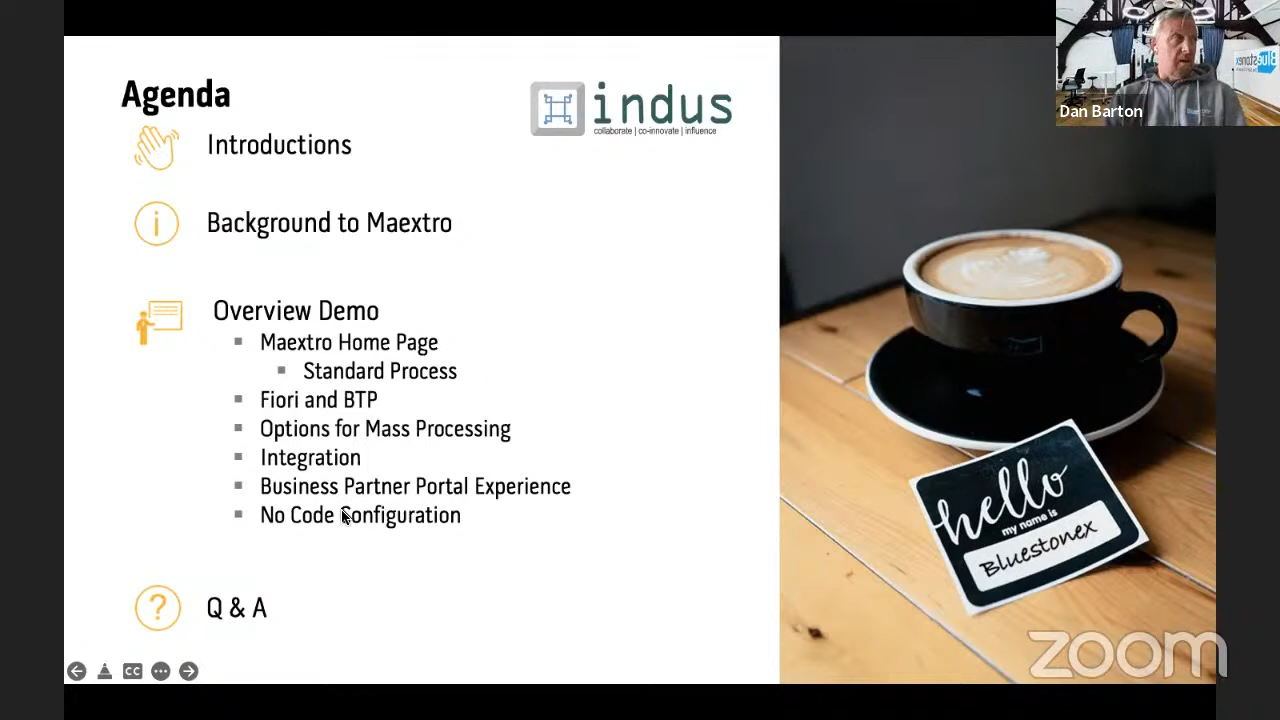 Agenda
indus
collaborate | co-innovate | influence
Introductions
Background to Maextro
Overview Demo
Maextro Home Page
Standard Process
Fiori and BTP
Options for Mass Processing
Integration
Business Partner Portal Experience
No Code Configuration
Q & A
CC
Bluestonex
Dan Barton
hello
my name is
Bluestonex
zoom